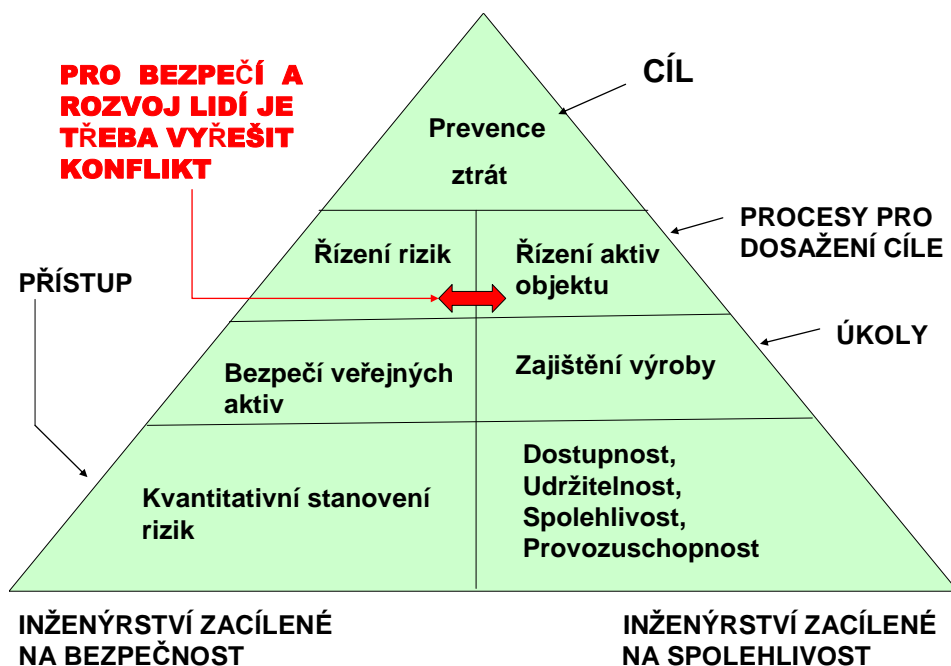 PRO BEZPEČÍ A
ROZVOJ LIDÍ JE
TŘEBA VYŘEŠIT
KONFLIKT
CÍL
Prevence
ztrát
PROCESY PRO
DOSAŽENÍ CÍLE
Řízení rizik
Řízení aktiv
objektu
PŘÍSTUP
ÚKOLY
Bezpečí veřejných
aktiv
Zajištění výroby
Kvantitativní stanovení
rizik
Dostupnost,
Udržitelnost,
Spolehlivost,
Provozuschopnost
INŽENÝRSTVÍ ZACÍLENÉ
NA BEZPEČNOST
INŽENÝRSTVÍ ZACÍLENÉ
NA SPOLEHLIVOST